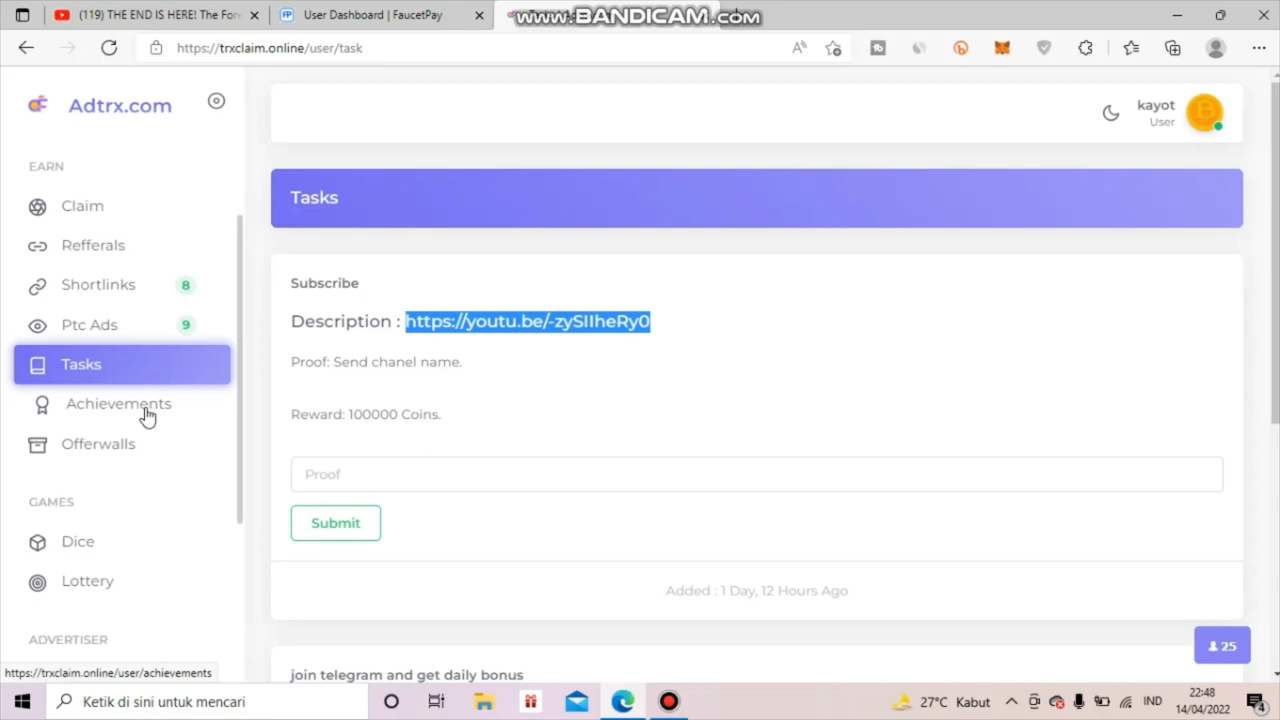 (119) THE END IS HERE! The Fore
User Dashboard | FaucetPay
www.BANDICAM.com
https://trxclaim.online/user/task
Adtrx.com
kayot
User
EARN
Claim
Refferals
Shortlinks 8
Ptc Ads 9
Tasks
Achievements
Offerwalls
GAMES
Dice
Lottery
ADVERTISER
https://trxclaim.online/user/achievements
Tasks
Subscribe
Description : https://youtu.be/-zySIIheRy0
Proof: Send chanel name.
Reward: 100000 Coins.
Proof
Submit
Added : 1 Day, 12 Hours Ago
25
join telegram and get daily bonus
Ketik di sini untuk mencari
27°C Kabut
IND
22:48
14/04/2022
4